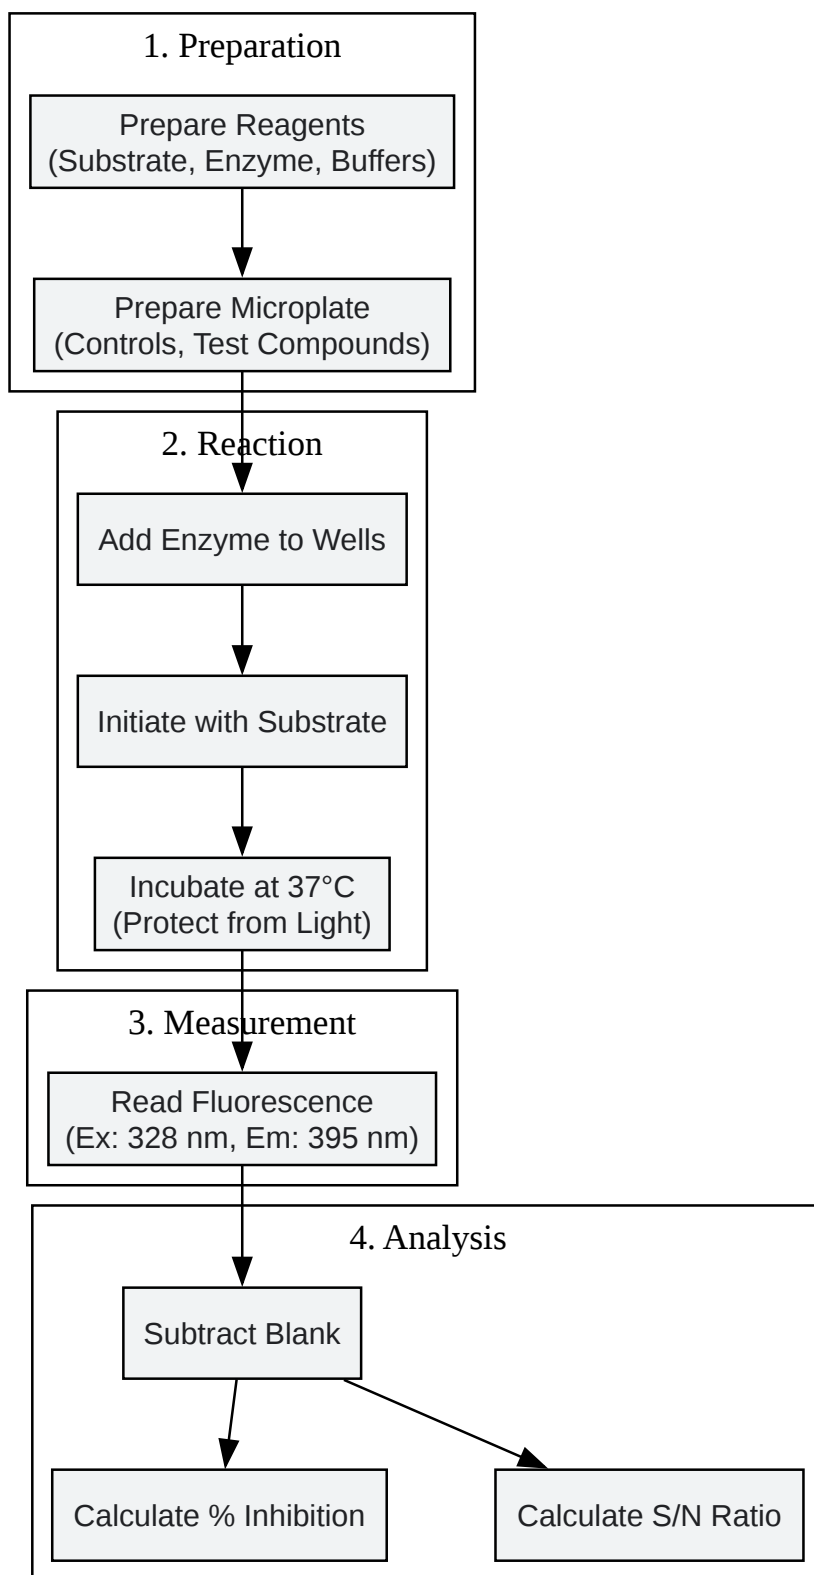 1. Preparation
Prepare Reagents
(Substrate, Enzyme, Buffers)
Prepare Microplate
(Controls, Test Compounds)
2. Reaction
Add Enzyme to Wells
Initiate with Substrate
Incubate at 37°C
(Protect from Light)
3. Measurement
Read Fluorescence
(Ex: 328 nm, Em: 395 nm)
4. Analysis
Subtract Blank
Calculate % Inhibition
Calculate S/N Ratio